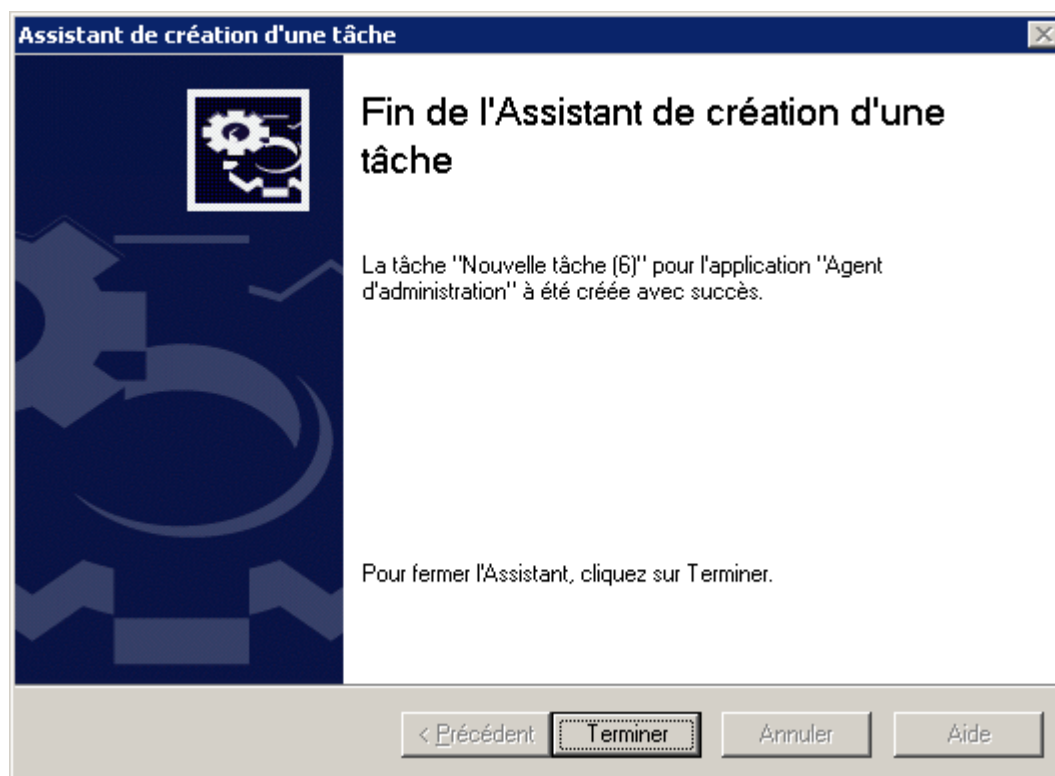 Assistant de création d'une tâche
Fin de l'Assistant de création d'une
tâche
La tâche "Nouvelle tâche (6)" pour l'application "Agent
d'administration" à été créée avec succès.
Pour fermer l'Assistant, cliquez sur Terminer.
< Précédent Terminer Annuler Aide